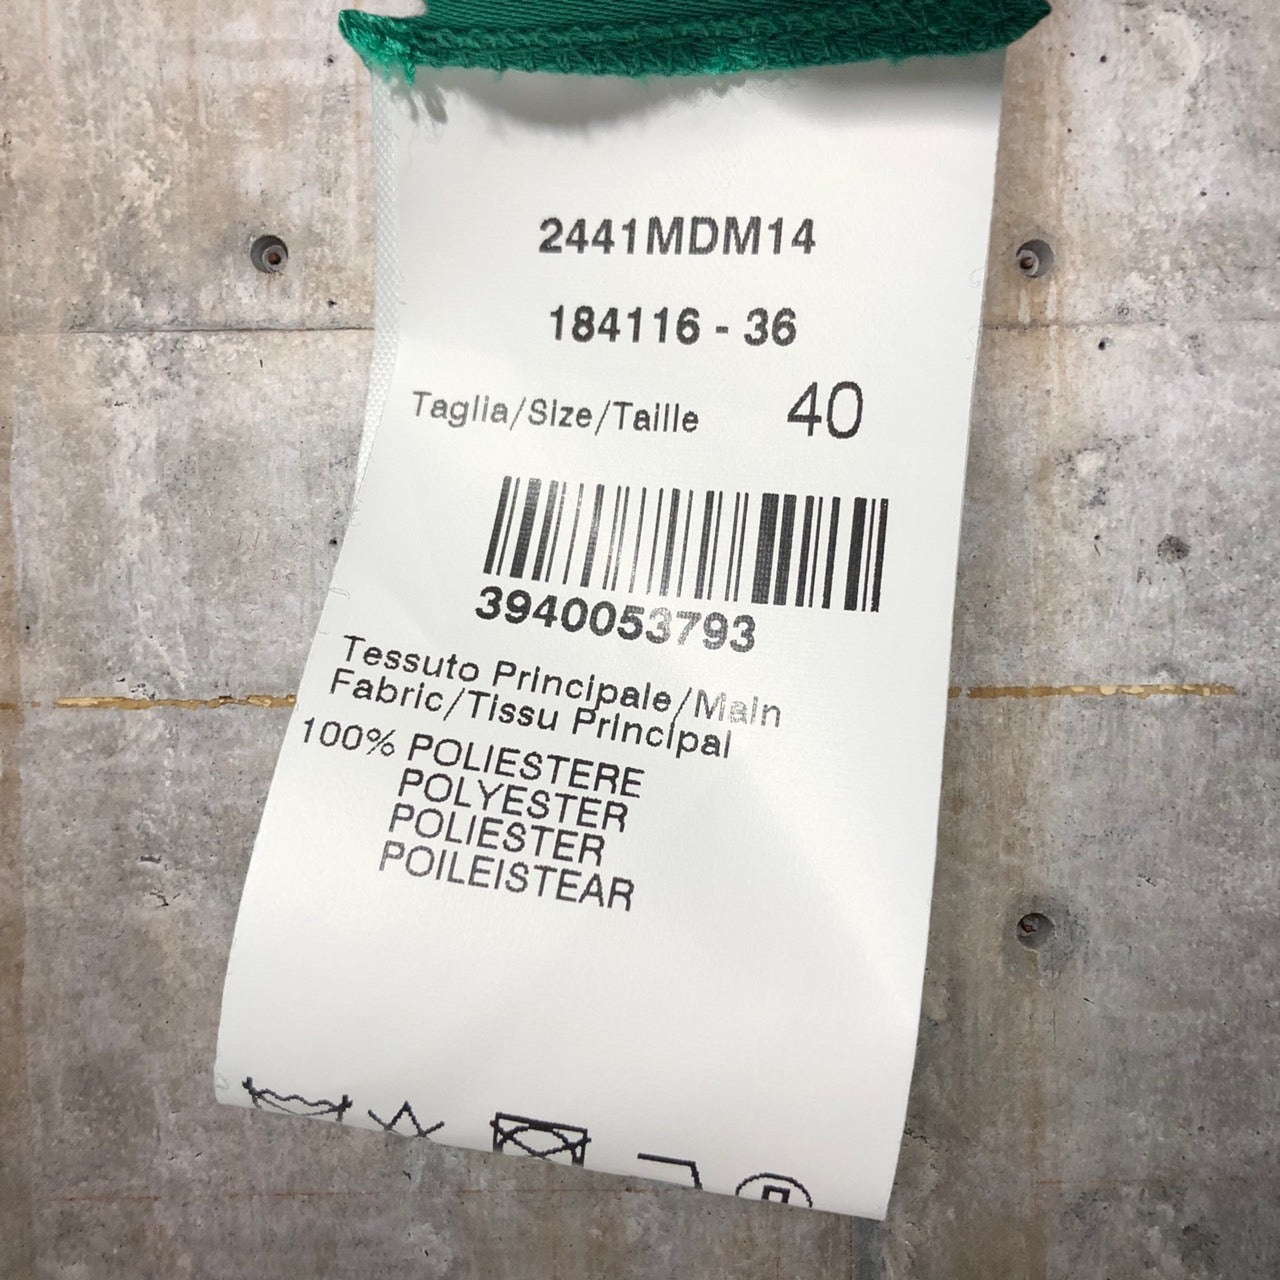 2441MDM14
184116 - 36
Taglia/Size/Taille 40
3940053793
Tessuto Principale/Main
Fabric/Tissu Principal
100% POLIESTERE
POLYESTER
POLIESTER
POILEISTEAR